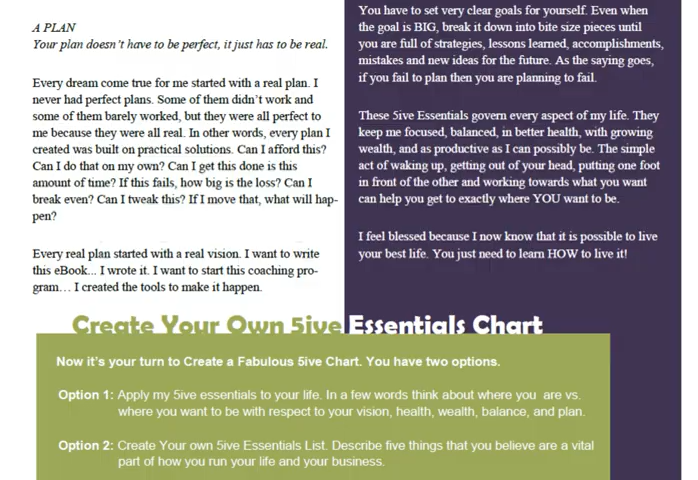 A PLAN
Your plan doesn't have to be perfect, it just has to be real.
Every dream come true for me started with a real plan. I
never had perfect plans. Some of them didn't work and
some of them barely worked, but they were all perfect to
me because they were all real. In other words, every plan I
created was built on practical solutions. Can I afford this?
Can I do that on my own? Can I get this done is this
amount of time? If this fails, how big is the loss? Can I
break even? Can I tweak this? If I move that, what will hap-
pen?
Every real plan started with a real vision. I want to write
this eBook... I wrote it. I want to start this coaching pro-
gram… I created the tools to make it happen.
You have to set very clear goals for yourself. Even when
the goal is BIG, break it down into bite size pieces until
you are full of strategies, lessons learned, accomplishments,
mistakes and new ideas for the future. As the saying goes,
if you fail to plan then you are planning to fail.
These 5ive Essentials govern every aspect of my life. They
keep me focused, balanced, in better health, with growing
wealth, and as productive as I can possibly be. The simple
act of waking up, getting out of your head, putting one foot
in front of the other and working towards what you want
can help you get to exactly where YOU want to be.
I feel blessed because I now know that it is possible to live
your best life. You just need to learn HOW to live it!
Create Your Own 5ive Essentials Chart
Now it's your turn to Create a Fabulous 5ive Chart. You have two options.
Option 1: Apply my 5ive essentials to your life. In a few words think about where you are vs.
where you want to be with respect to your vision, health, wealth, balance, and plan.
Option 2: Create Your own 5ive Essentials List. Describe five things that you believe are a vital
part of how you run your life and your business.